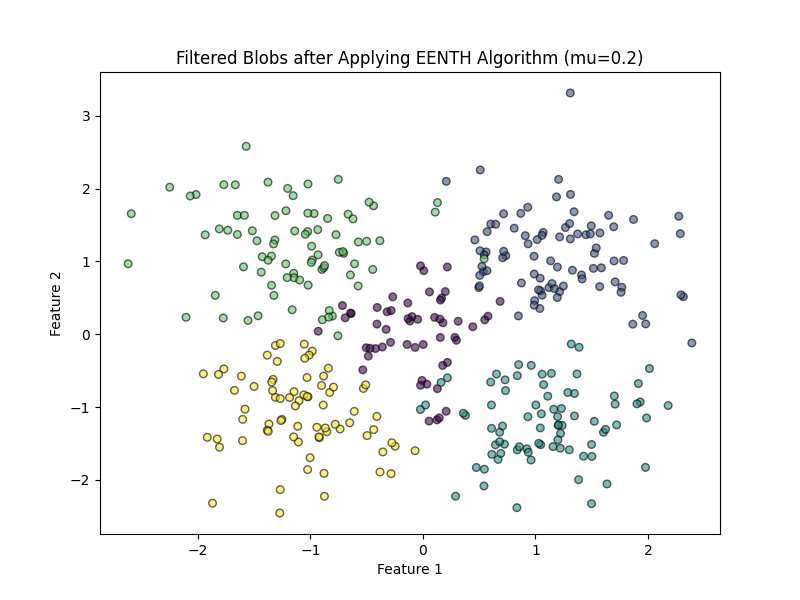 Filtered Blobs after Applying EENTH Algorithm (mu=0.2)
3
2
1
0
−1
−2
Feature 2
−2 −1 0 1 2
Feature 1